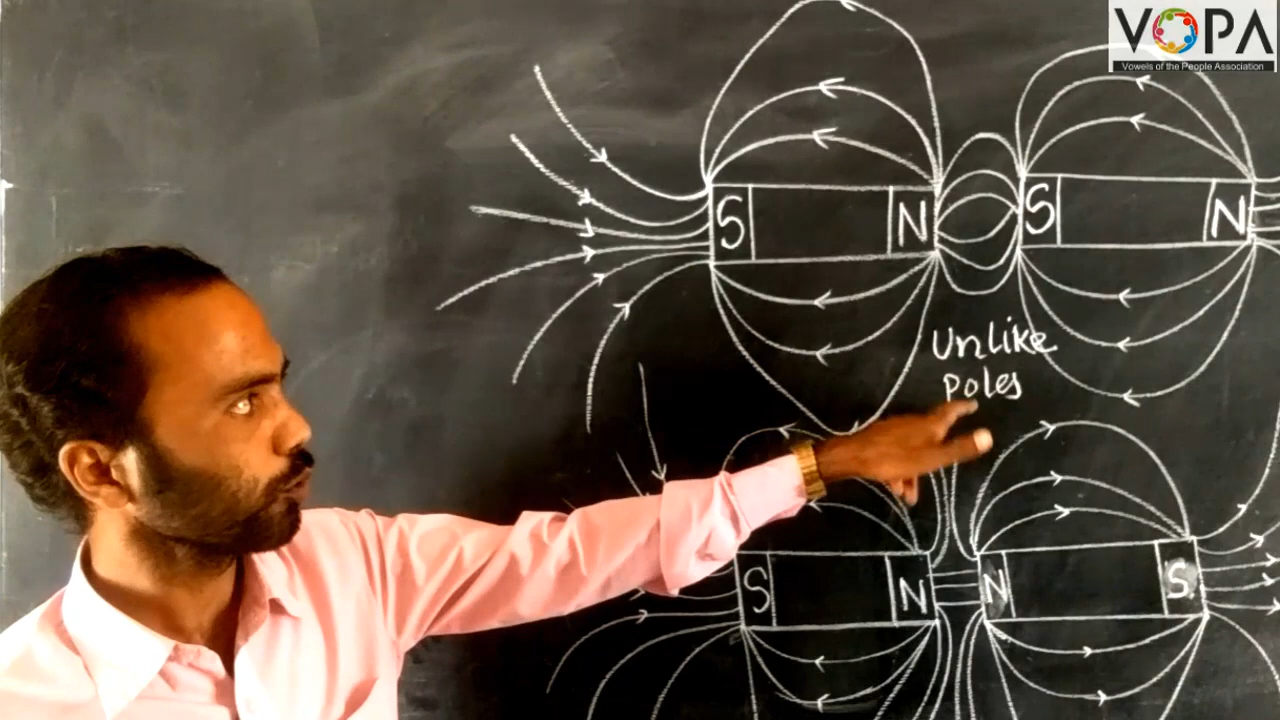 VOPA
Vowels of the People Association
S N S N
Unlike
poles
S N N S